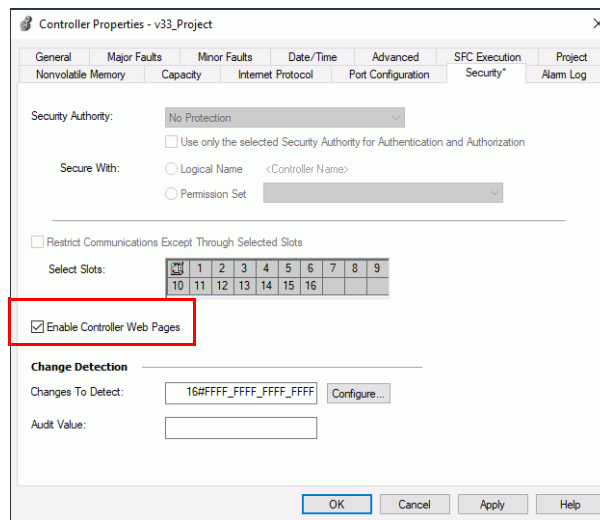 Controller Properties - v33_Project
General Major Faults Minor Faults Date/Time Advanced SFC Execution Project
Nonvolatile Memory Capacity Internet Protocol Port Configuration Security* Alarm Log
Security Authority: No Protection
Use only the selected Security Authority for Authentication and Authorization
Secure With: Logical Name <Controller Name>
Permission Set
Restrict Communications Except Through Selected Slots
Select Slots: 1 2 3 4 5 6 7 8 9
10 11 12 13 14 15 16
Enable Controller Web Pages
Change Detection
Changes To Detect: 16#FFFF_FFFF_FFFF_FFFF Configure...
Audit Value:
OK Cancel Apply Help